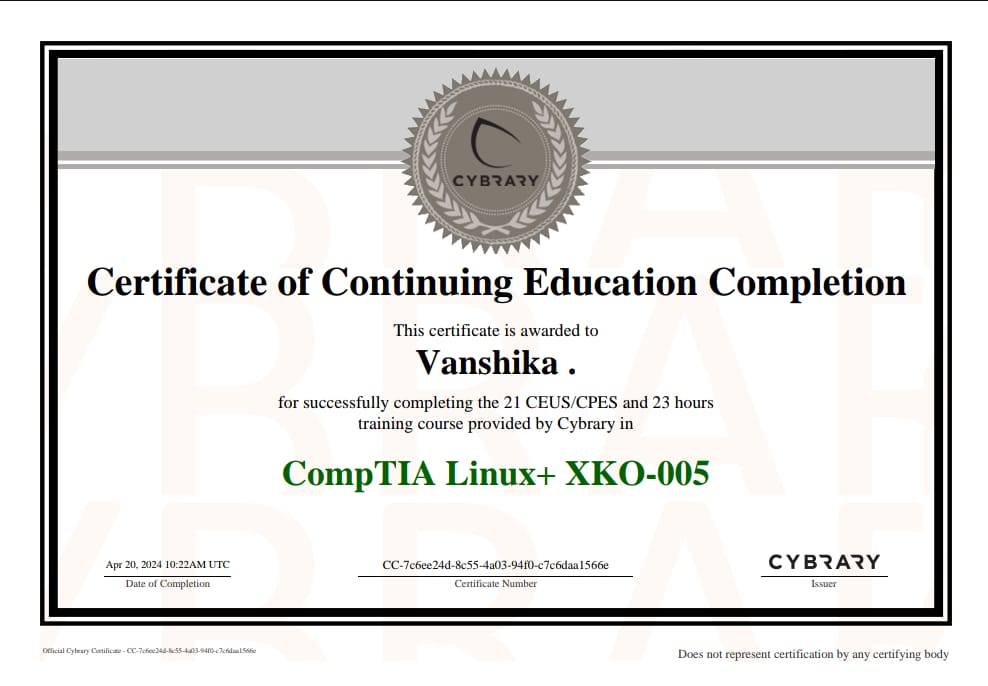 CYBRARY
Certificate of Continuing Education Completion
This certificate is awarded to
Vanshika .
for successfully completing the 21 CEUS/CPES and 23 hours
training course provided by Cybrary in
CompTIA Linux+ XKO-005
Apr 20, 2024 10:22AM UTC
Date of Completion
CC-7c6ee24d-8c55-4a03-94f0-c7c6daa1566e
Certificate Number
CYBRARY
Issuer
Official Cybrary Certificate - CC-7c6ee24d-8c55-4a03-94f0-c7c6daa1566e
Does not represent certification by any certifying body